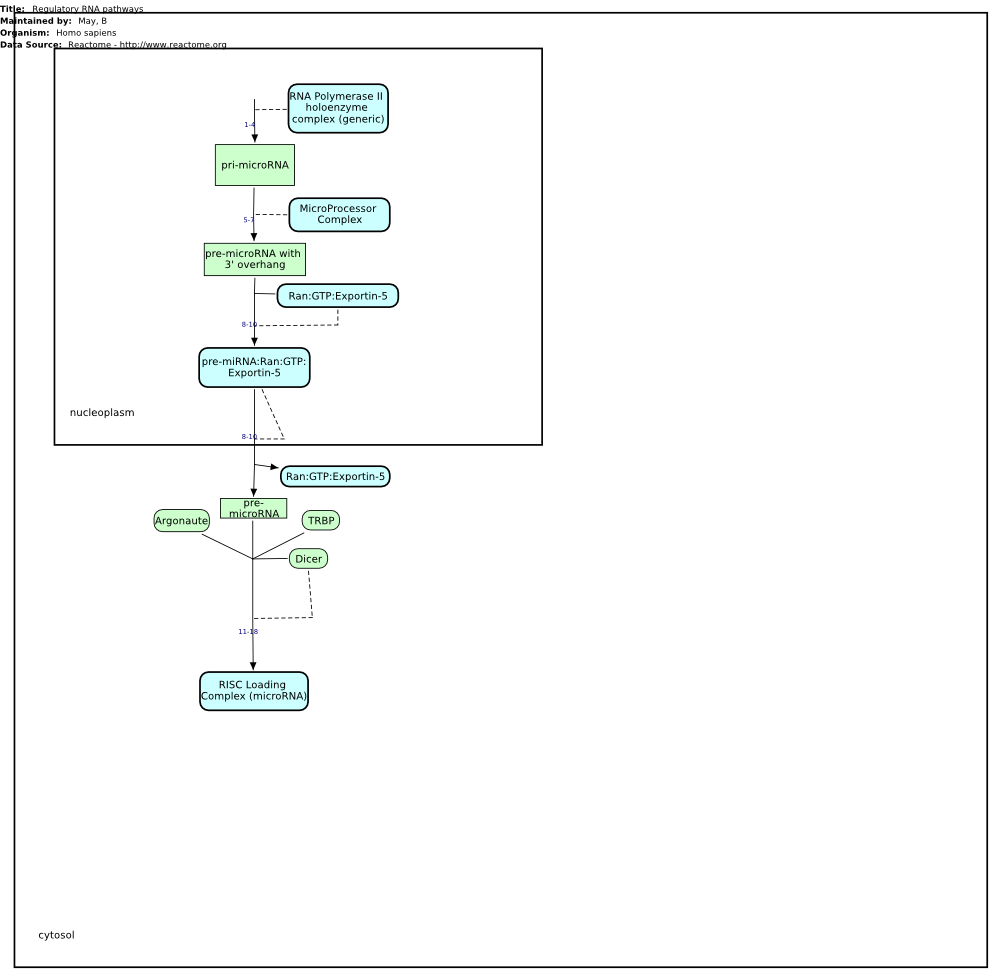 Title: Regulatory RNA pathways
Maintained by: May, B
Organism: Homo sapiens
Data Source: Reactome - http://www.reactome.org
RNA Polymerase II
holoenzyme
complex (generic)
1-4
pri-microRNA
MicroProcessor
Complex
5-7
pre-microRNA with
3' overhang
Ran:GTP:Exportin-5
8-10
pre-miRNA:Ran:GTP:
Exportin-5
nucleoplasm
8-10
Ran:GTP:Exportin-5
pre-
microRNA
Argonaute
TRBP
Dicer
11-18
RISC Loading
Complex (microRNA)
cytosol